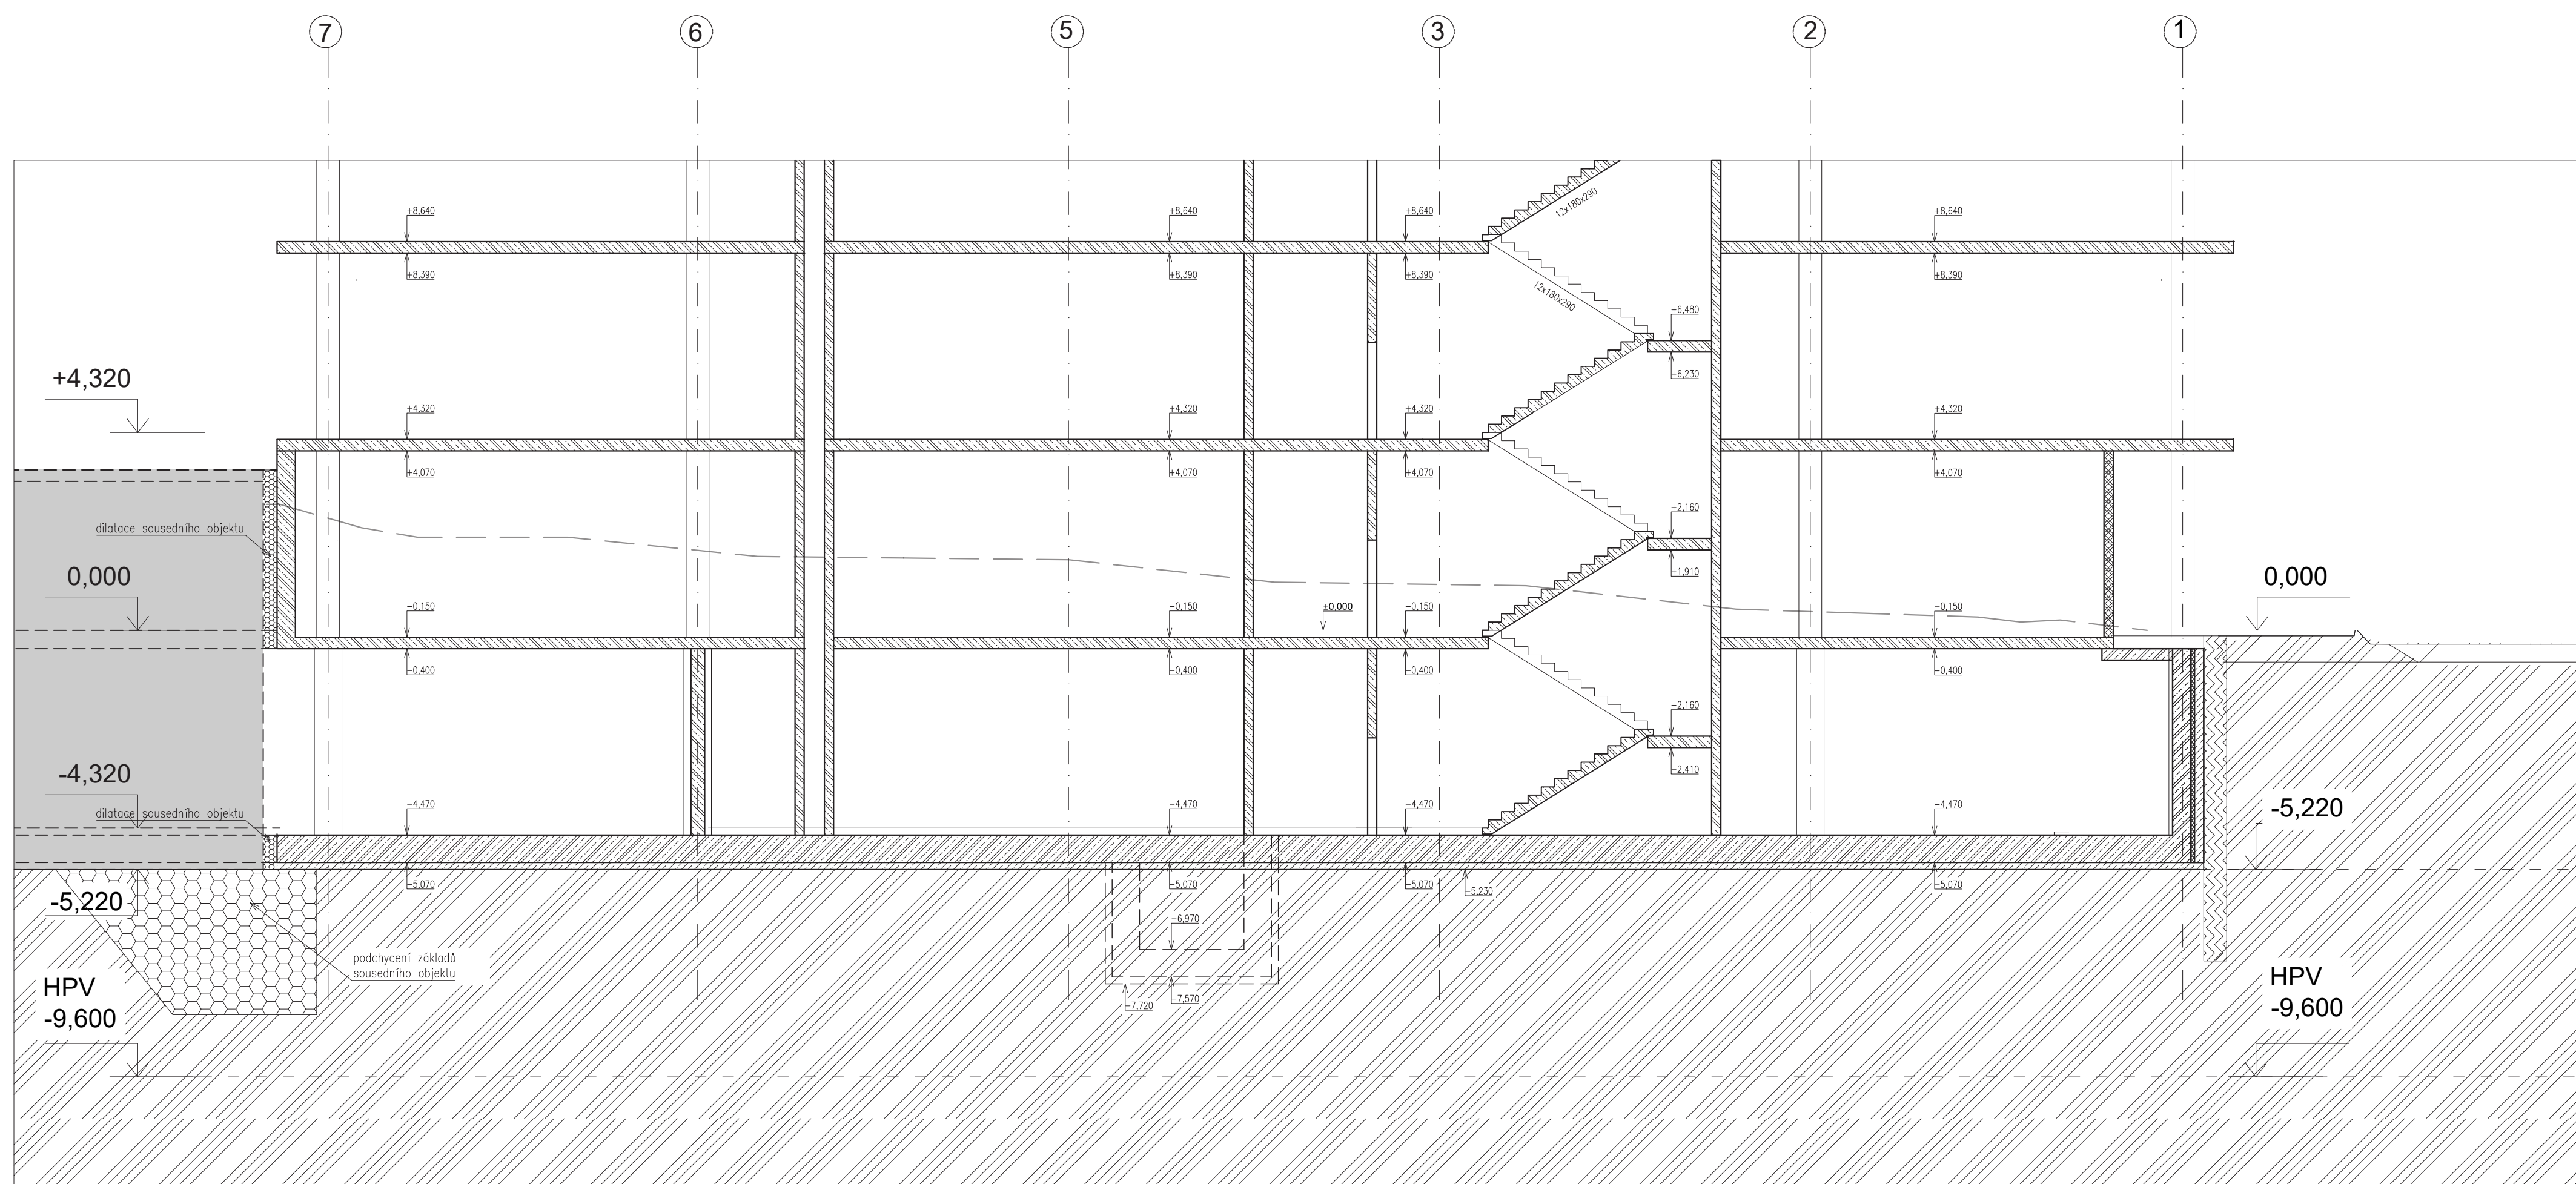 7 6 5 3 2 1
12x180x290
+8,640 +8,640 +8,640 +8,640
+8,390 +8,390 +8,390 +8,390
12x180x290
+6,480
+6,230
+4,320
+4,320 +4,320 +4,320 +4,320
+4,070 +4,070 +4,070 +4,070
+2,160
dilatace sousedního objektu
+1,910
0,000 0,000
-0,150 -0,150 ±0,000 -0,150 -0,150
-0,400 -0,400 -0,400 -0,400
-2,160
-4,320
-2,410
-4,470 -4,470 -4,470 -4,470
-5,220
dilatace sousedního objektu
-5,070 -5,070 -5,070 -5,070
-5,230
-5,220
-6,970
podchycení základů
sousedního objektu
HPV HPV
-7,570
-7,720
-9,600 -9,600